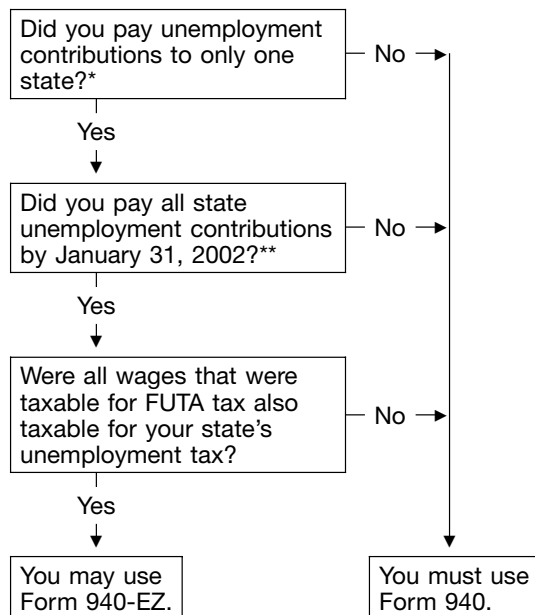 Did you pay unemployment
contributions to only one
state?*
No
Yes
Did you pay all state
unemployment contributions
by January 31, 2002?**
No
Yes
Were all wages that were
taxable for FUTA tax also
taxable for your state's
unemployment tax?
No
Yes
You may use
Form 940-EZ.
You must use
Form 940.